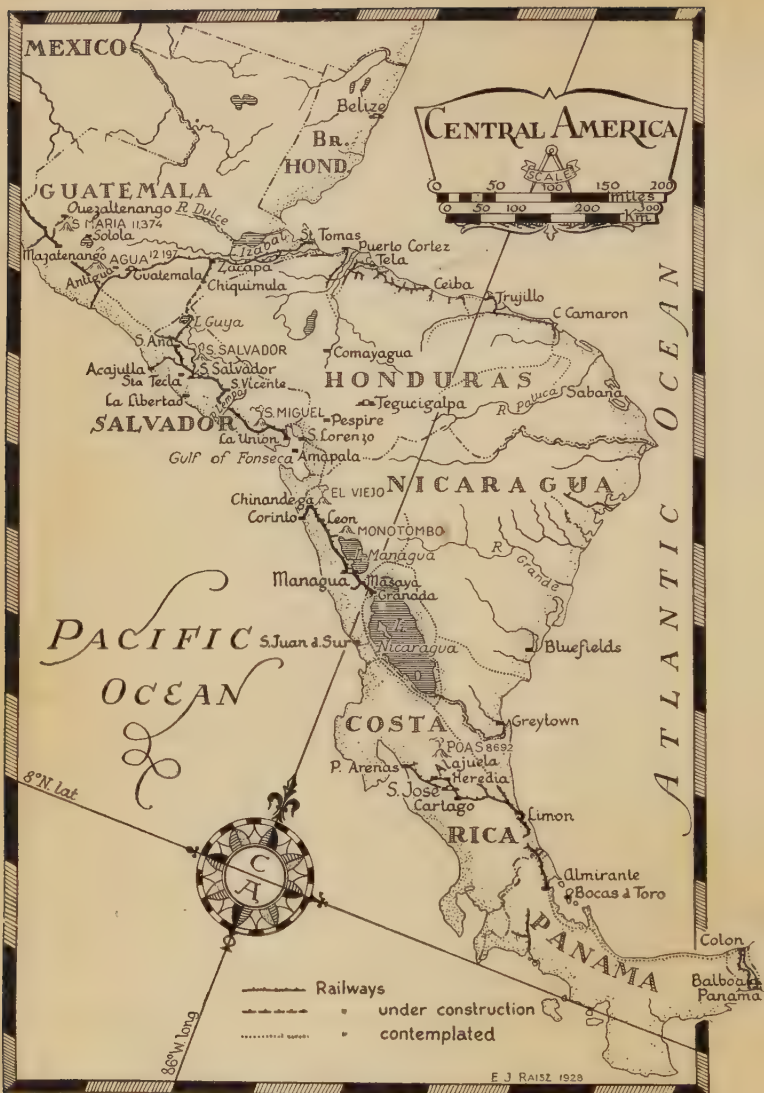 MEXICO
Belize
BR.
HOND.
CENTRAL AMERICA
SCALE
0 50 100 150 200
miles
0 50 100 200 300
km
GUATEMALA
Quezaltenango
R. Dulce
S MARIA 11,374
Solola
Mazatenango
AGUA 12 197
Antigua
Guatemala
Izabal
St Tomas
Zacapa
Chiquimula
Puerto Cortez
Tela
Ceiba
Trujillo
C Camaron
L Guya
S. Ana
S. SALVADOR
Acajutla
S. Salvador
Sta Tecla
S. Vicente
La Libertad
R Lempa
SALVADOR
S. MIGUEL
La Union
Comayagua
HONDURAS
Tegucigalpa
R Patuca
Sabana
Pespire
S. Lorenzo
Gulf of Fonseca
Amapala
NICARAGUA
EL VIEJO
Chinandega
Corinto
Leon
MONOTOMBO
L. Managua
R
Grande
Managua
Masaya
Granada
L.
Nicaragua
S. Juan d. Sur
Bluefields
PACIFIC
OCEAN
ATLANTIC OCEAN
COSTA
Greytown
POAS 8692
P. Arenas
Alajuela
Heredia
S. José
Cartago
Limon
RICA
8°N. lat
C
A
Almirante
Bocas d Toro
PANAMA
Colon
Balboa
Panama
86°W. long
Railways
" under construction
" contemplated
E J RAISZ 1928